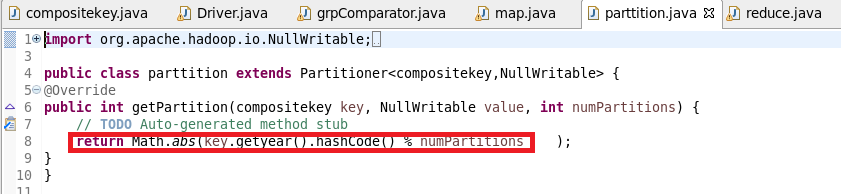 compositekey.java Driver.java grpComparator.java map.java parttition.java reduce.java
1 import org.apache.hadoop.io.NullWritable;
3
4 public class parttition extends Partitioner<compositekey,NullWritable> {
5 @Override
6 public int getPartition(compositekey key, NullWritable value, int numPartitions) {
7 // TODO Auto-generated method stub
8 return Math.abs(key.getyear().hashCode() % numPartitions );
9 }
10 }
11